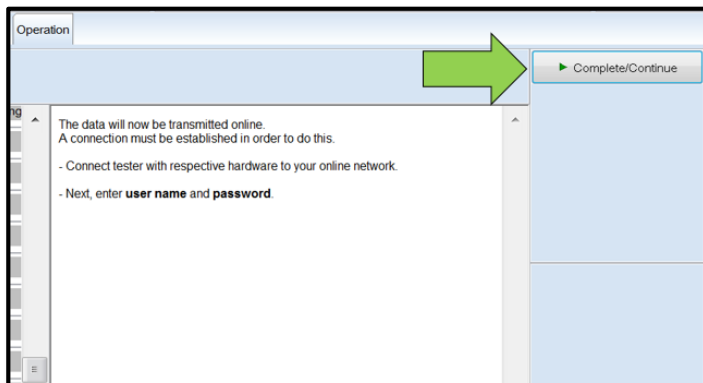 Operation
Complete/Continue
ng
The data will now be transmitted online.
A connection must be established in order to do this.
- Connect tester with respective hardware to your online network.
- Next, enter user name and password.